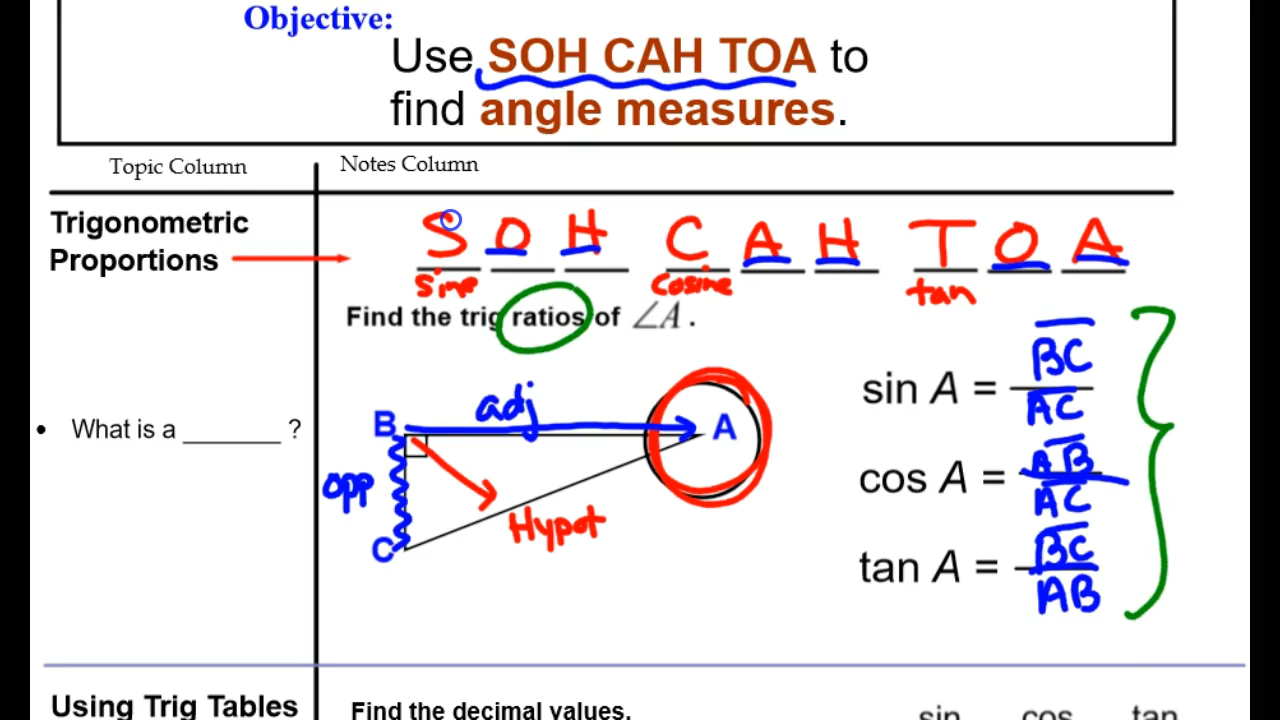 Objective:
Use SOH CAH TOA to
find angle measures.
Topic Column
Notes Column
Trigonometric
Proportions
S O H C A H T O A
sine cosine tan
Find the trig ratios of ∠A.
• What is a _______ ?
B adj A
opp
C
Hypot
sin A = BC
AC
cos A = AB
AC
tan A = BC
AB
Using Trig Tables
Find the decimal values.
sin cos tan